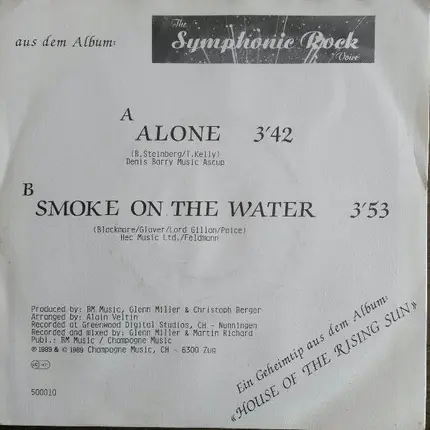 aus dem Album:
The
Symphonic Rock
Voice
A
ALONE 3'42
(B.Steinberg/T.Kelly)
Denis Barry Music Ascup
B
SMOKE ON THE WATER 3'53
(Blackmore/Glover/Lord Gillan/Paice)
Hec Music Ltd./Feldmann
Produced by: BM Music, Glenn Miller & Christoph Berger
Arranged by: Alain Veltin
Recorded at Greenwood Digital Studios, CH - Nunningen
Recorded and mixed by: Glenn Miller & Martin Richard
Publ.: BM Music / Champogne Music
℗ 1989 & © 1989 Champogne Music, CH - 6300 Zug
Ein Geheimtip aus dem Album:
«HOUSE OF THE RISING SUN»
500010